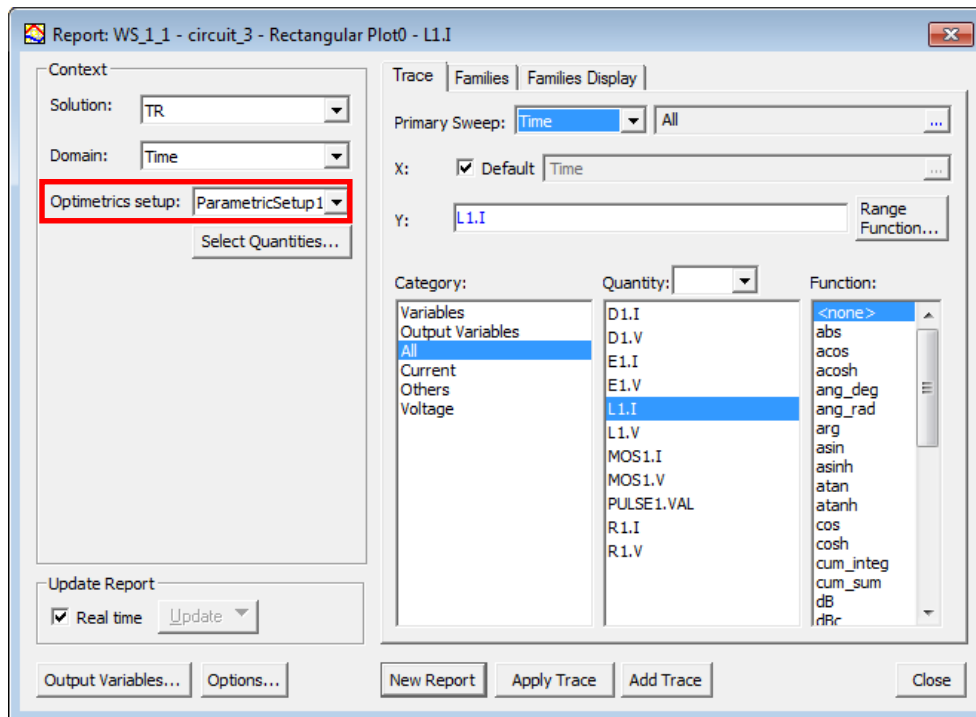 Report: WS_1_1 - circuit_3 - Rectangular Plot0 - L1.I
Context
Solution: TR
Domain: Time
Optimetrics setup: ParametricSetup1
Select Quantities...
Update Report
Real time Update
Output Variables... Options...
Trace Families Families Display
Primary Sweep: Time All ...
X: Default Time ...
Y: L1.I Range
Function...
Category:
Variables
Output Variables
All
Current
Others
Voltage
Quantity:
D1.I
D1.V
E1.I
E1.V
L1.I
L1.V
MOS1.I
MOS1.V
PULSE1.VAL
R1.I
R1.V
Function:
<none>
abs
acos
acosh
ang_deg
ang_rad
arg
asin
asinh
atan
atanh
cos
cosh
cum_integ
cum_sum
dB
dBc
New Report Apply Trace Add Trace Close